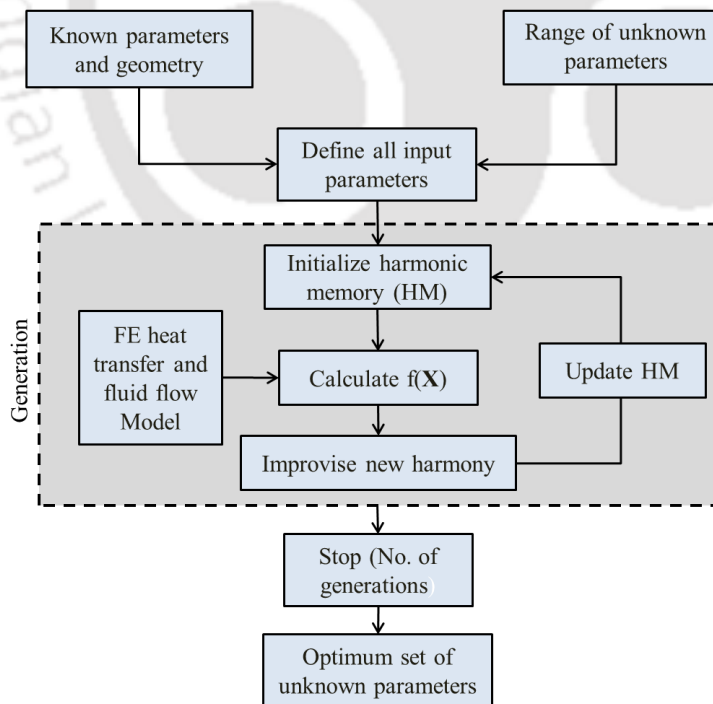 Known parameters
and geometry
Range of unknown
parameters
Define all input
parameters
Initialize harmonic
memory (HM)
FE heat
transfer and
fluid flow
Model
Calculate f(X)
Update HM
Improvise new harmony
Generation
Stop (No. of
generations)
Optimum set of
unknown parameters